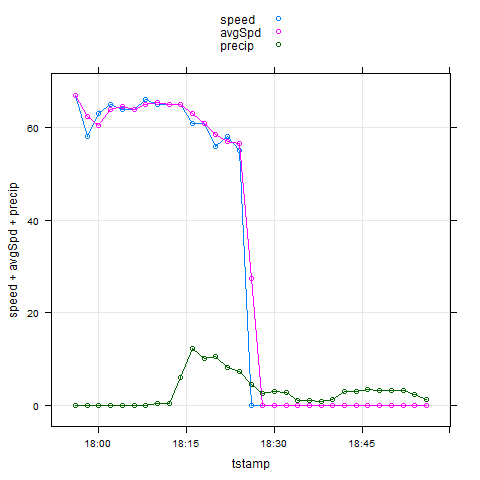 speed
avgSpd
precip
60
40
20
0
speed + avgSpd + precip
18:00 18:15 18:30 18:45
tstamp